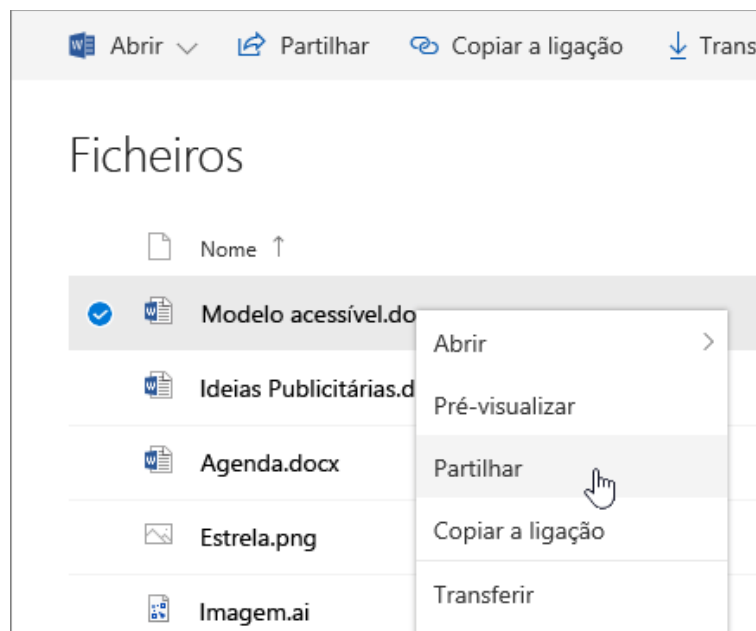 Abrir Partilhar Copiar a ligação Trans
Ficheiros
Nome
Modelo acessível.do
Abrir
Ideias Publicitárias.d
Pré-visualizar
Agenda.docx
Partilhar
Estrela.png
Copiar a ligação
Imagem.ai
Transferir